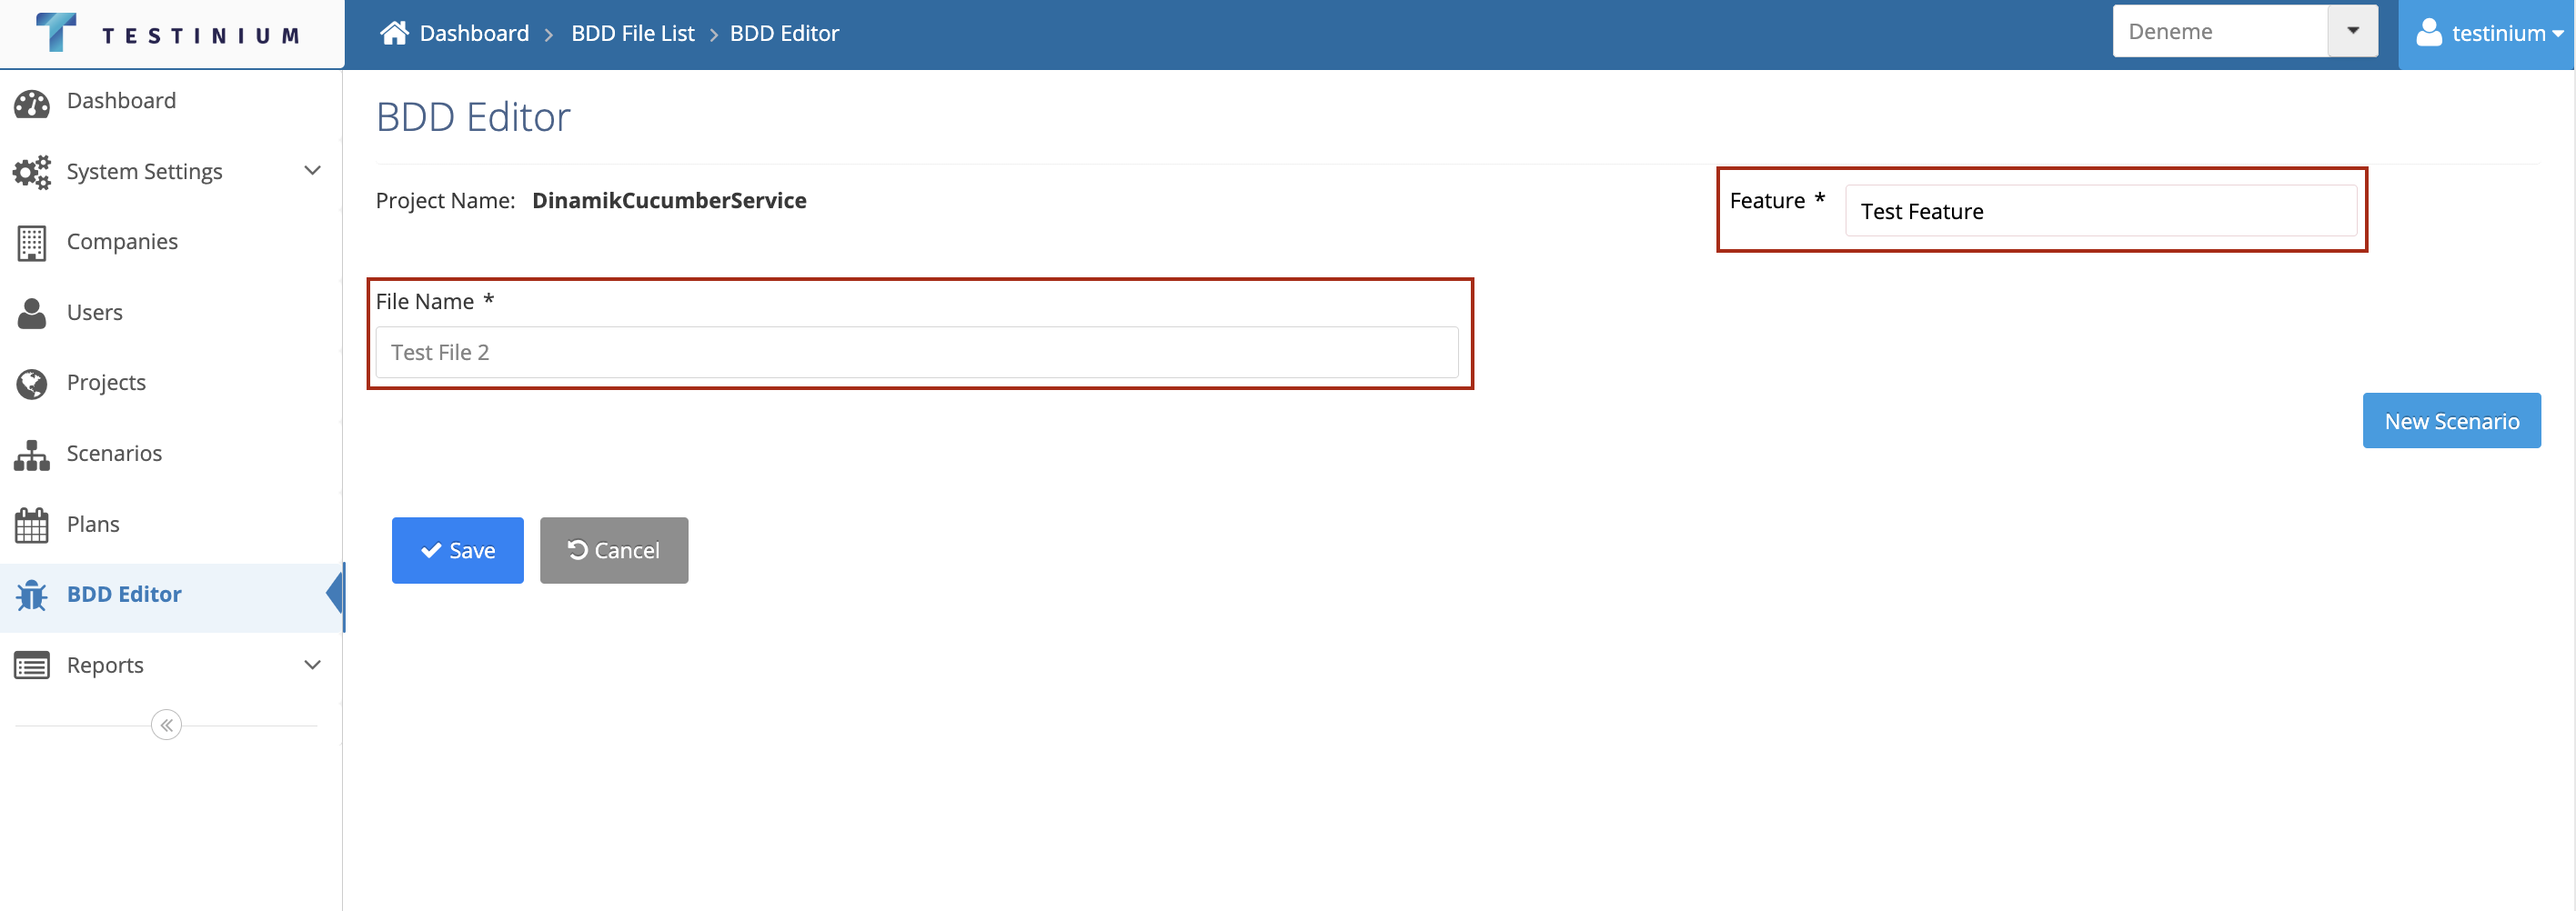 TESTINIUM
Dashboard > BDD File List > BDD Editor
Deneme
testinium
Dashboard
System Settings
Companies
Users
Projects
Scenarios
Plans
BDD Editor
Reports
BDD Editor
Project Name: DinamikCucumberService
Feature *
Test Feature
File Name *
Test File 2
New Scenario
Save
Cancel